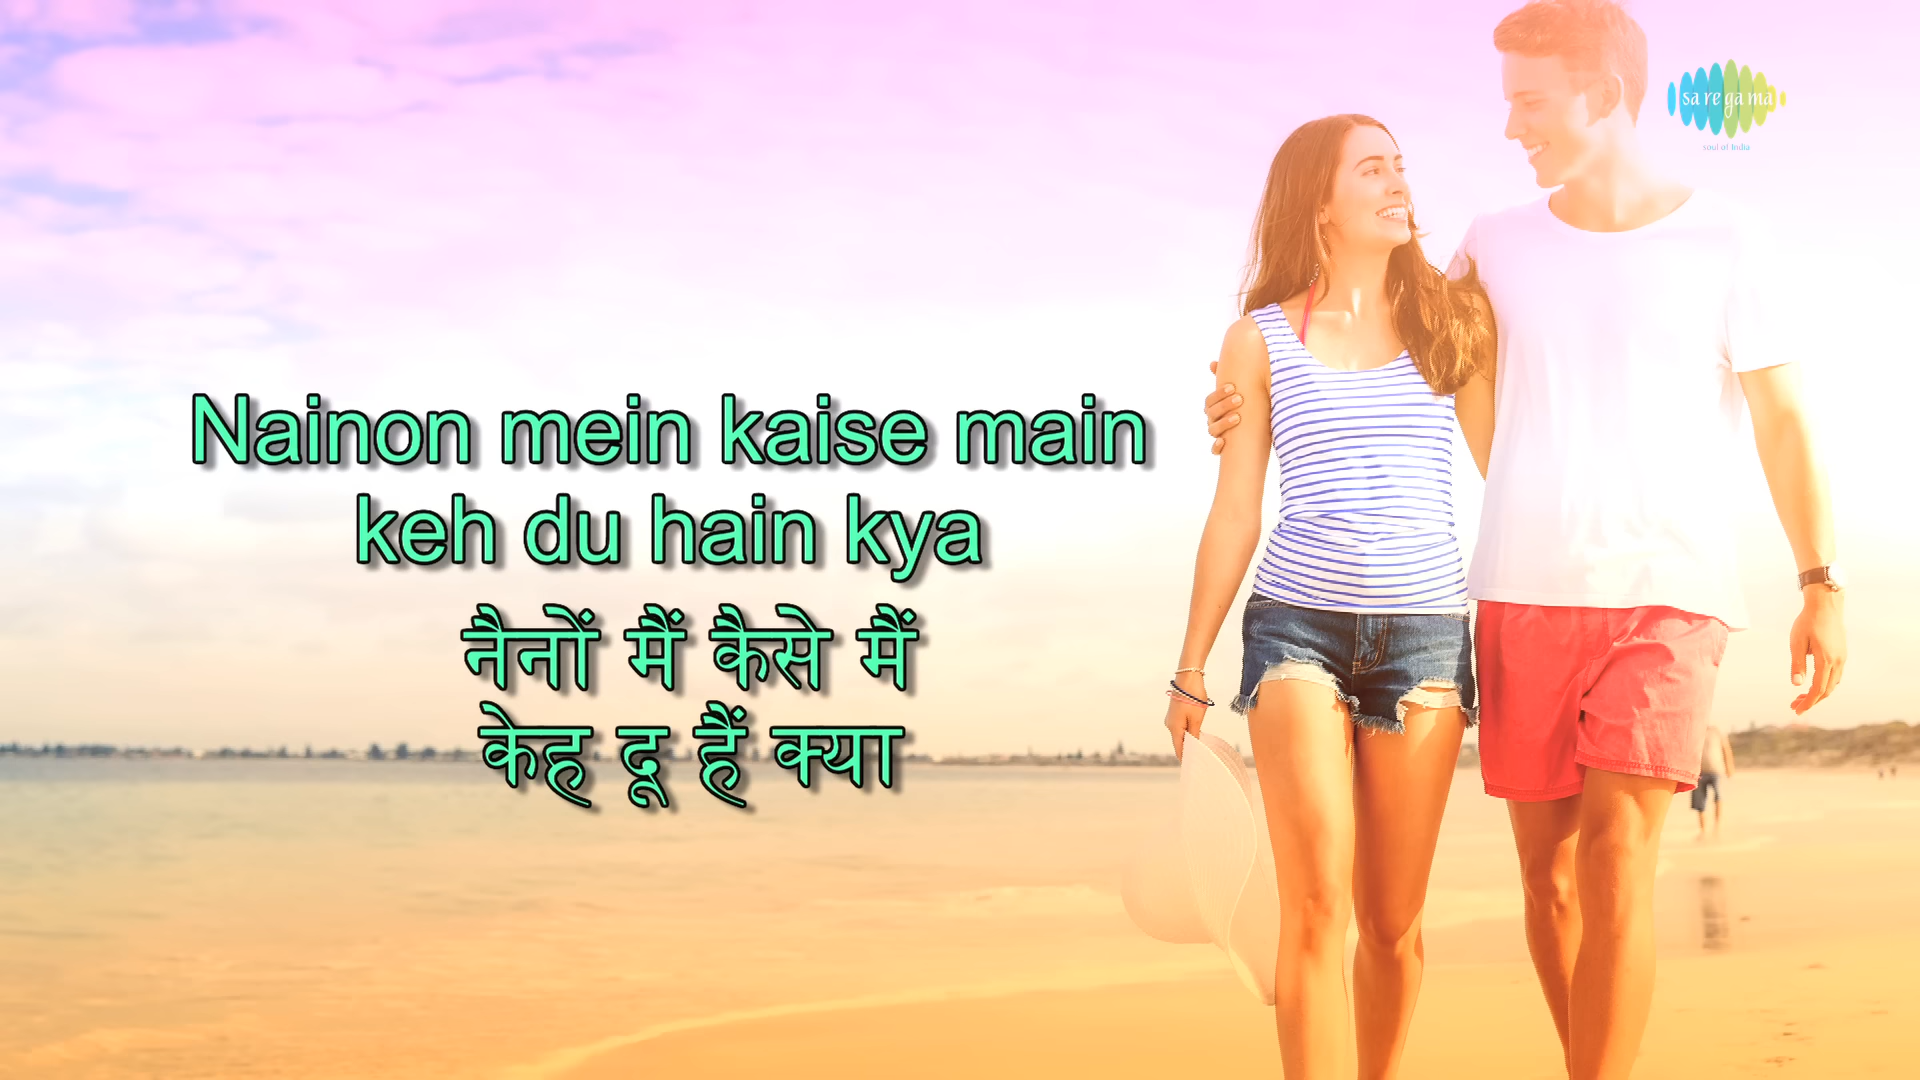 sa re ga ma
soul of India
Nainon mein kaise main
keh du hain kya
नैनों मैं कैसे मैं
केह दू हैं क्या